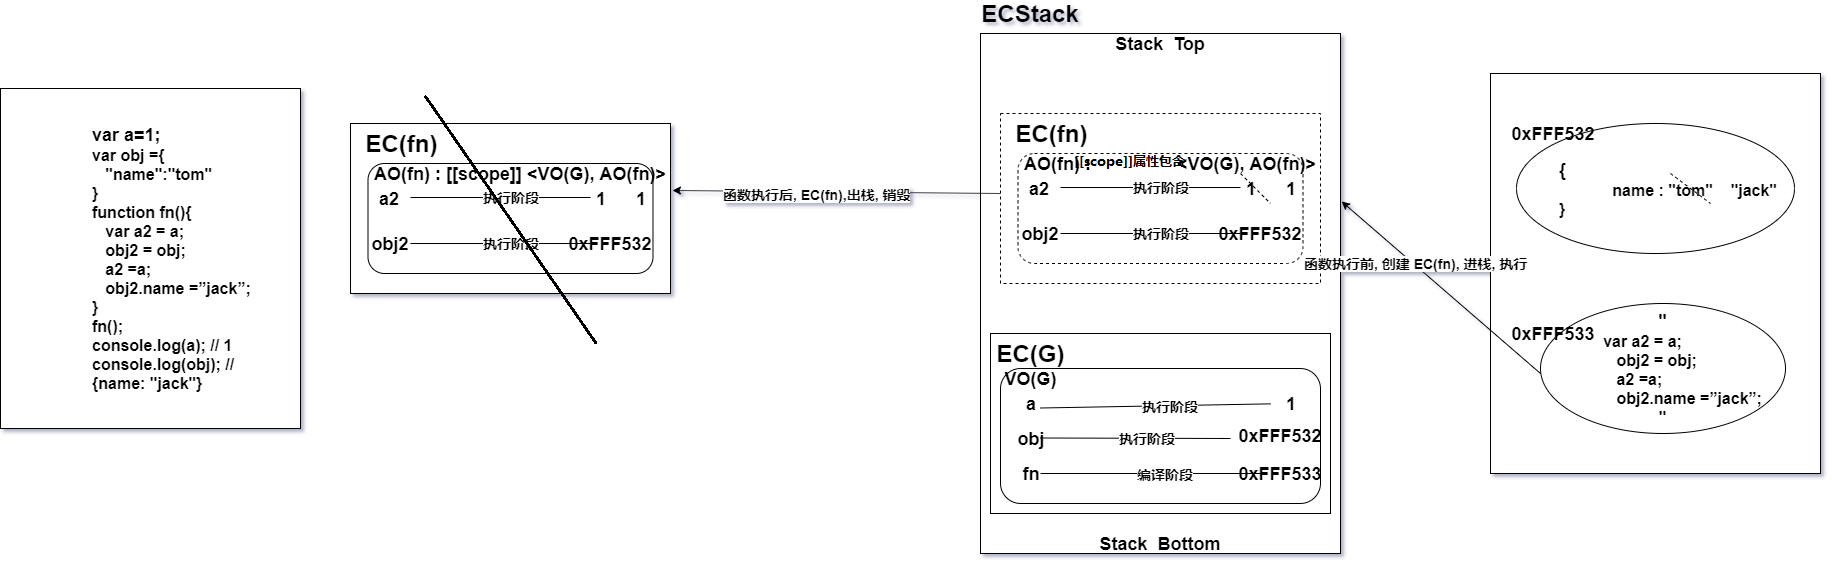 var a=1;
var obj ={
"name":"tom"
}
function fn(){
var a2 = a;
obj2 = obj;
a2 =a;
obj2.name =”jack”;
}
fn();
console.log(a); // 1
console.log(obj); //
{name: "jack"}
EC(fn)
AO(fn) : [[scope]] <VO(G), AO(fn)>
a2 执行阶段 1 1
obj2 执行阶段 0xFFF532
函数执行后, EC(fn),出栈, 销毁
ECStack
Stack Top
EC(fn)
AO(fn) : [[scope]]属性包含 <VO(G), AO(fn)>
a2 执行阶段 1 1
obj2 执行阶段 0xFFF532
EC(G)
VO(G)
a 执行阶段 1
obj 执行阶段 0xFFF532
fn 编译阶段 0xFFF533
Stack Bottom
函数执行前, 创建 EC(fn), 进栈, 执行
0xFFF532
{
name : "tom" "jack"
}
0xFFF533
"
var a2 = a;
obj2 = obj;
a2 =a;
obj2.name =”jack”;
"